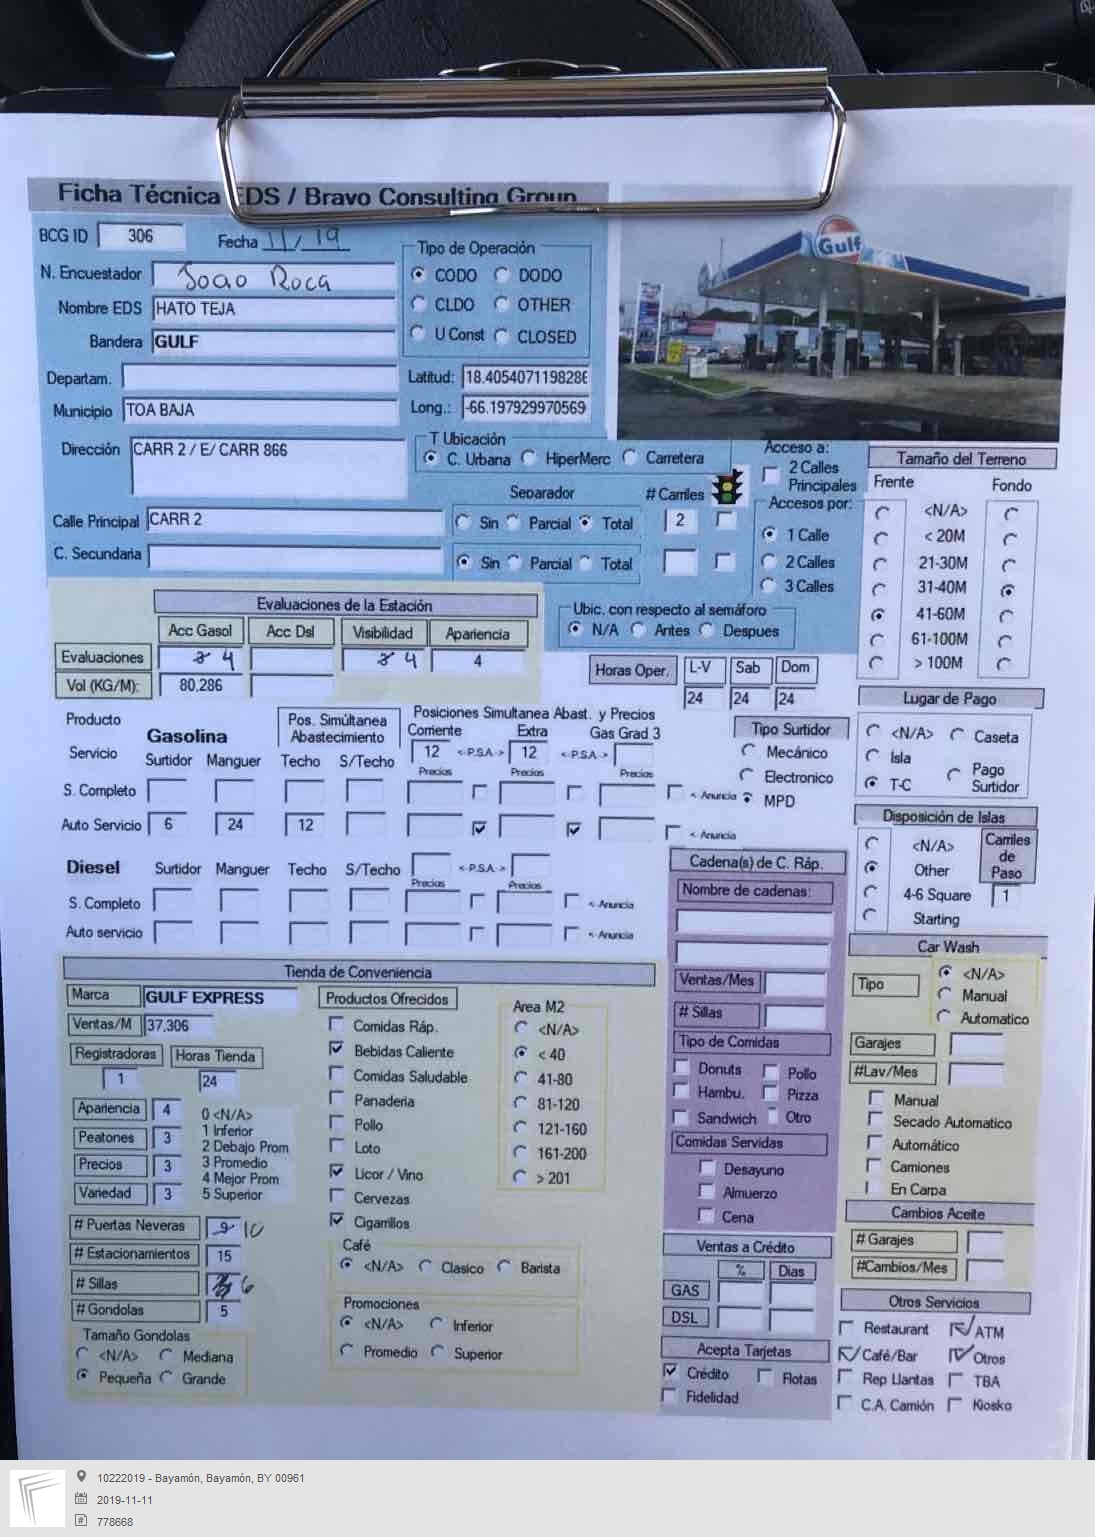 Ficha Técnica EDS / Bravo Consulting Group
BCG ID 306 Fecha 11/19
N. Encuestador Joao Roca
Nombre EDS HATO TEJA
Bandera GULF
Departam.
Municipio TOA BAJA
Dirección CARR 2 / E/ CARR 866
Calle Principal CARR 2
C. Secundaria
Tipo de Operación
CODO DODO
CLDO OTHER
U Const CLOSED
Latitud: 18.4054071198286
Long.: -66.197929970569
Gulf
T Ubicación
C. Urbana HiperMerc Carretera
Separador # Carriles
Sin Parcial Total 2
Sin Parcial Total
Acceso a:
2 Calles
Principales
Accesos por:
1 Calle
2 Calles
3 Calles
Ubic. con respecto al semáforo
N/A Antes Despues
Tamaño del Terreno
Frente Fondo
<N/A>
< 20M
21-30M
31-40M
41-60M
61-100M
> 100M
Evaluaciones de la Estación
Acc Gasol Acc Dsl Visibilidad Apariencia
Evaluaciones 4 4 4
Vol (KG/M): 80,286
Horas Oper. L-V Sab Dom
24 24 24
Lugar de Pago
<N/A> Caseta
Isla
T-C Pago
Surtidor
Producto Gasolina Pos. Simúltanea
Abastecimiento
Posiciones Simultanea Abast. y Precios
Corriente Extra Gas Grad 3
12 <-P.S.A.-> 12 <-P.S.A.->
Servicio Surtidor Manguer Techo S/Techo Precios Precios Precios
S. Completo <- Anuncia
Auto Servicio 6 24 12 <- Anuncia
Tipo Surtidor
Mecánico
Electronico
MPD
Disposición de Islas
<N/A>
Other
4-6 Square
Starting
Carriles
de
Paso
1
Diesel Surtidor Manguer Techo S/Techo <-P.S.A.->
Precios Precios
S. Completo <- Anuncia
Auto servicio <- Anuncia
Cadena(s) de C. Ráp.
Nombre de cadenas:
Ventas/Mes
# Sillas
Tipo de Comidas
Donuts Pollo
Hambu. Pizza
Sandwich Otro
Comidas Servidas
Desayuno
Almuerzo
Cena
Car Wash
Tipo <N/A>
Manual
Automatico
Garajes
#Lav/Mes
Manual
Secado Automatico
Automático
Camiones
En Carpa
Cambios Aceite
# Garajes
#Cambios/Mes
Tienda de Conveniencia
Marca GULF EXPRESS
Ventas/M 37,306
Registradoras Horas Tienda
1 24
Apariencia 4
Peatones 3
Precios 3
Variedad 3
0 <N/A>
1 Inferior
2 Debajo Prom
3 Promedio
4 Mejor Prom
5 Superior
# Puertas Neveras 9 10
# Estacionamientos 15
# Sillas 6
# Gondolas 5
Tamaño Gondolas
<N/A> Mediana
Pequeña Grande
Productos Ofrecidos
Comidas Ráp.
Bebidas Caliente
Comidas Saludable
Panaderia
Pollo
Loto
Licor / Vino
Cervezas
Cigarrillos
Area M2
<N/A>
< 40
41-80
81-120
121-160
161-200
> 201
Café
<N/A> Clasico Barista
Promociones
<N/A> Inferior
Promedio Superior
Ventas a Crédito
% Dias
GAS
DSL
Acepta Tarjetas
Crédito Flotas
Fidelidad
Otros Servicios
Restaurant ATM
Café/Bar Otros
Rep Llantas TBA
C.A. Camión Kiosko
10222019 - Bayamón, Bayamón, BY 00961
2019-11-11
778668